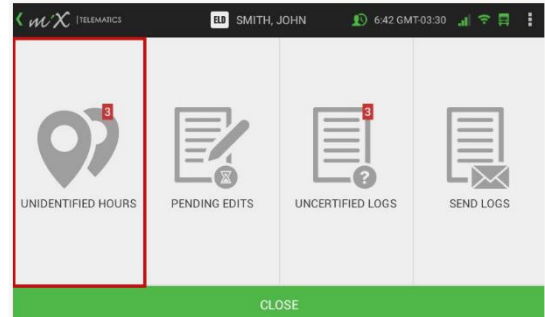 mix TELEMATICS ELD SMITH, JOHN 6:42 GMT-03:30
3 3
UNIDENTIFIED HOURS PENDING EDITS UNCERTIFIED LOGS SEND LOGS
CLOSE